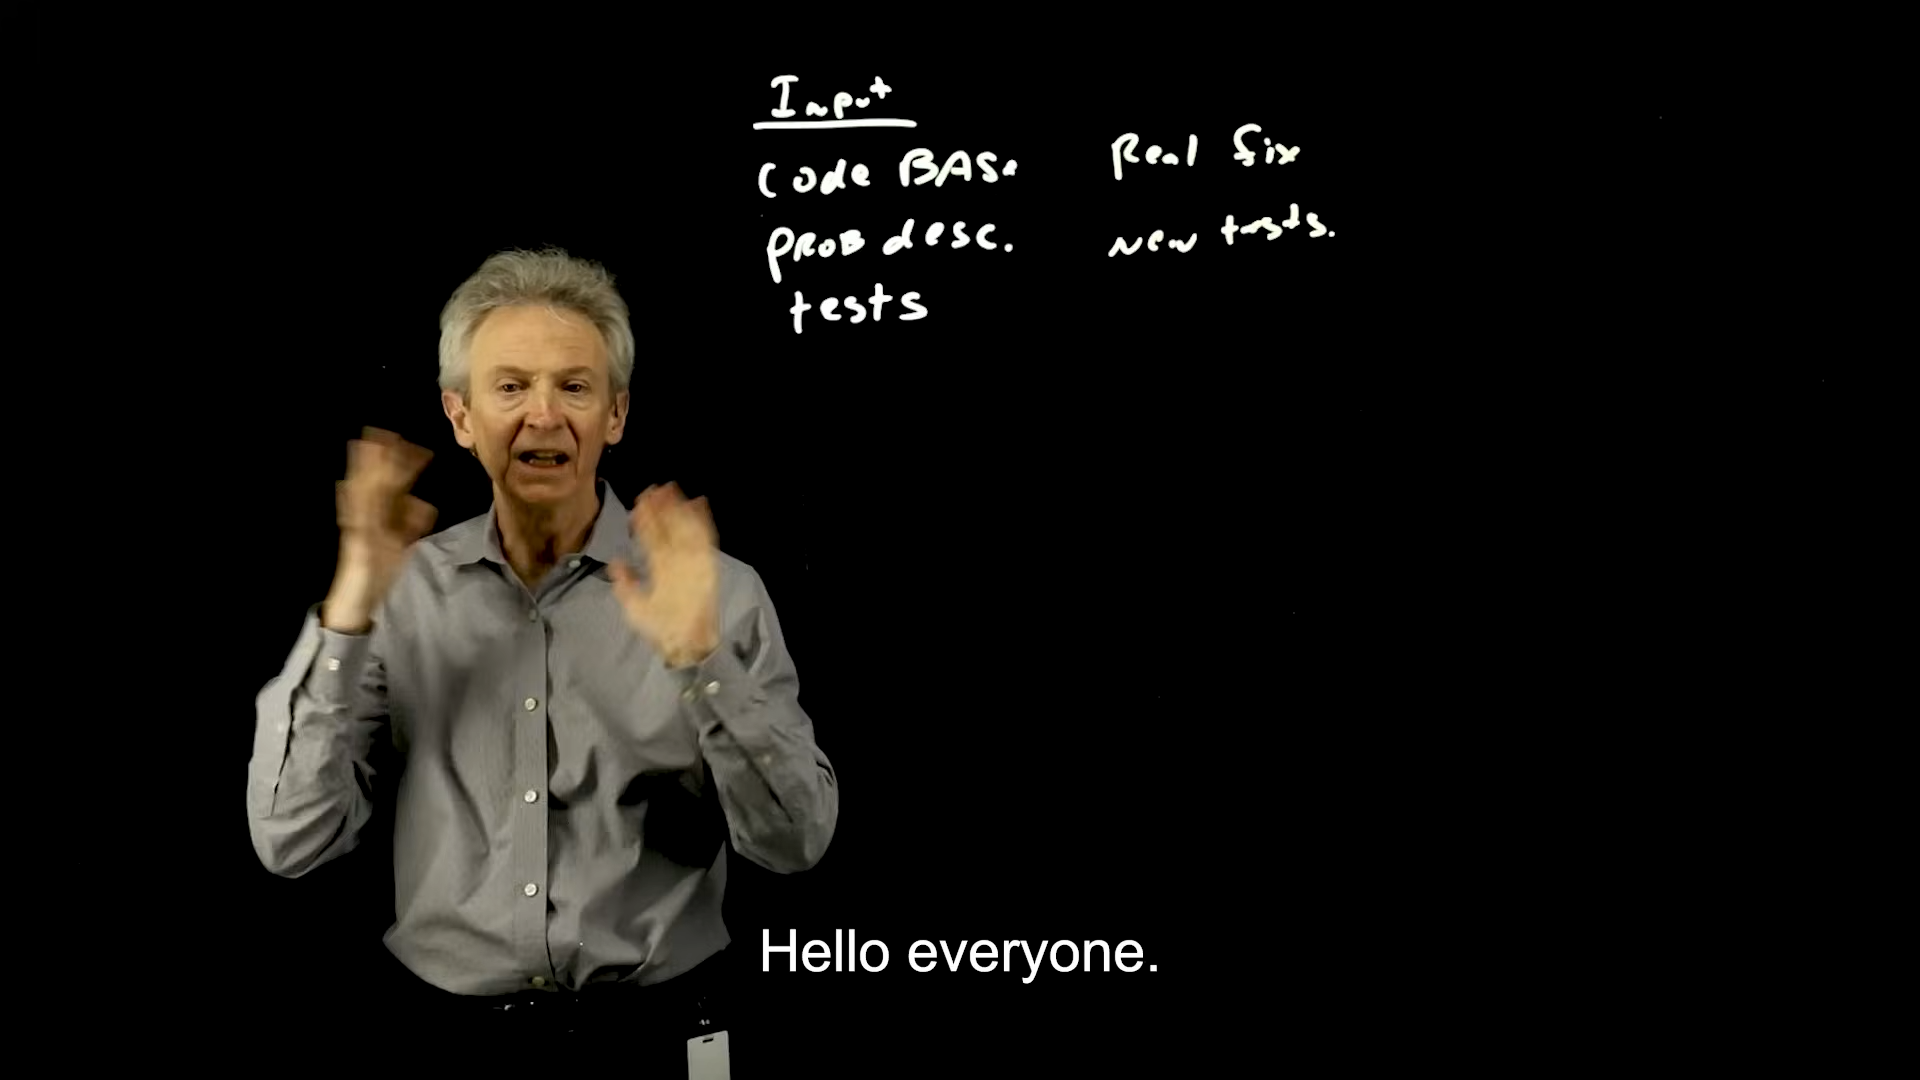 Input
Code BASe
PROB desc.
tests
Real fix
new tests.
Hello everyone.